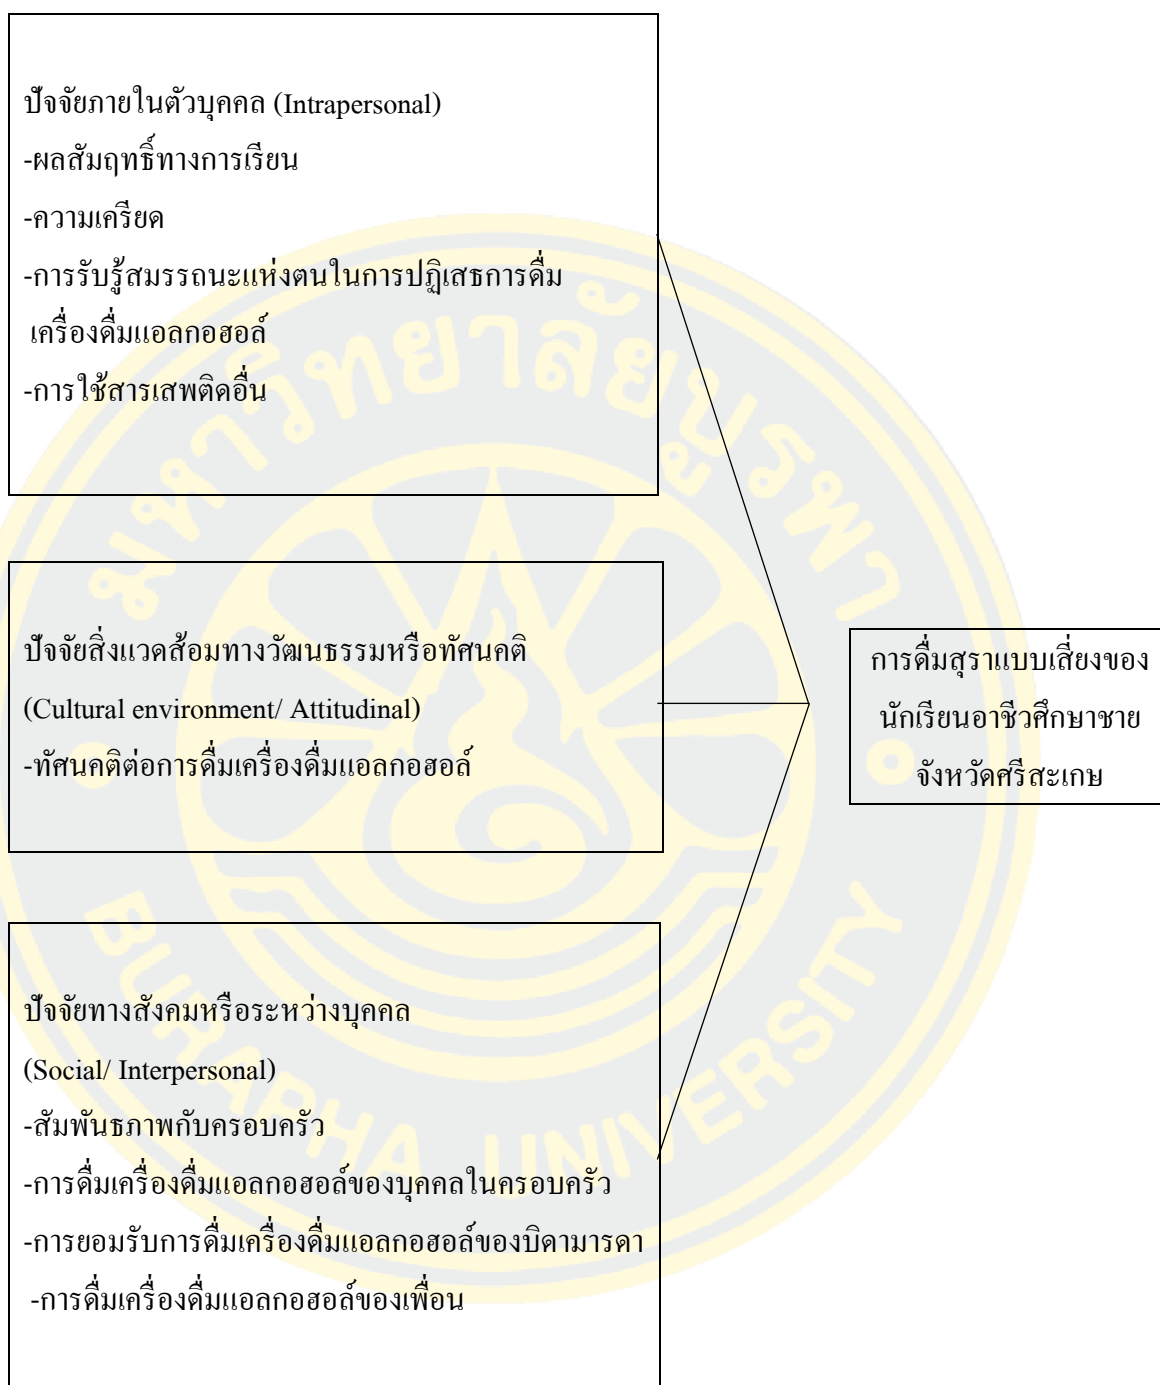 ปัจจัยภายในตัวบุคคล (Intrapersonal)
-ผลสัมฤทธิ์ทางการเรียน
-ความเครียด
-การรับรู้สมรรถนะแห่งตนในการปฏิเสธการดื่ม
เครื่องดื่มแอลกอฮอล์
-การใช้สารเสพติดอื่น
ปัจจัยสิ่งแวดล้อมทางวัฒนธรรมหรือทัศนคติ
(Cultural environment/ Attitudinal)
-ทัศนคติต่อการดื่มเครื่องดื่มแอลกอฮอล์
ปัจจัยทางสังคมหรือระหว่างบุคคล
(Social/ Interpersonal)
-สัมพันธภาพกับครอบครัว
-การดื่มเครื่องดื่มแอลกอฮอล์ของบุคคลในครอบครัว
-การยอมรับการดื่มเครื่องดื่มแอลกอฮอล์ของบิดามารดา
-การดื่มเครื่องดื่มแอลกอฮอล์ของเพื่อน
การดื่มสุราแบบเสี่ยงของ
นักเรียนอาชีวศึกษาชาย
จังหวัดศรีสะเกษ
มหาวิทยาลัยบูรพา
BURAPHA UNIVERSITY